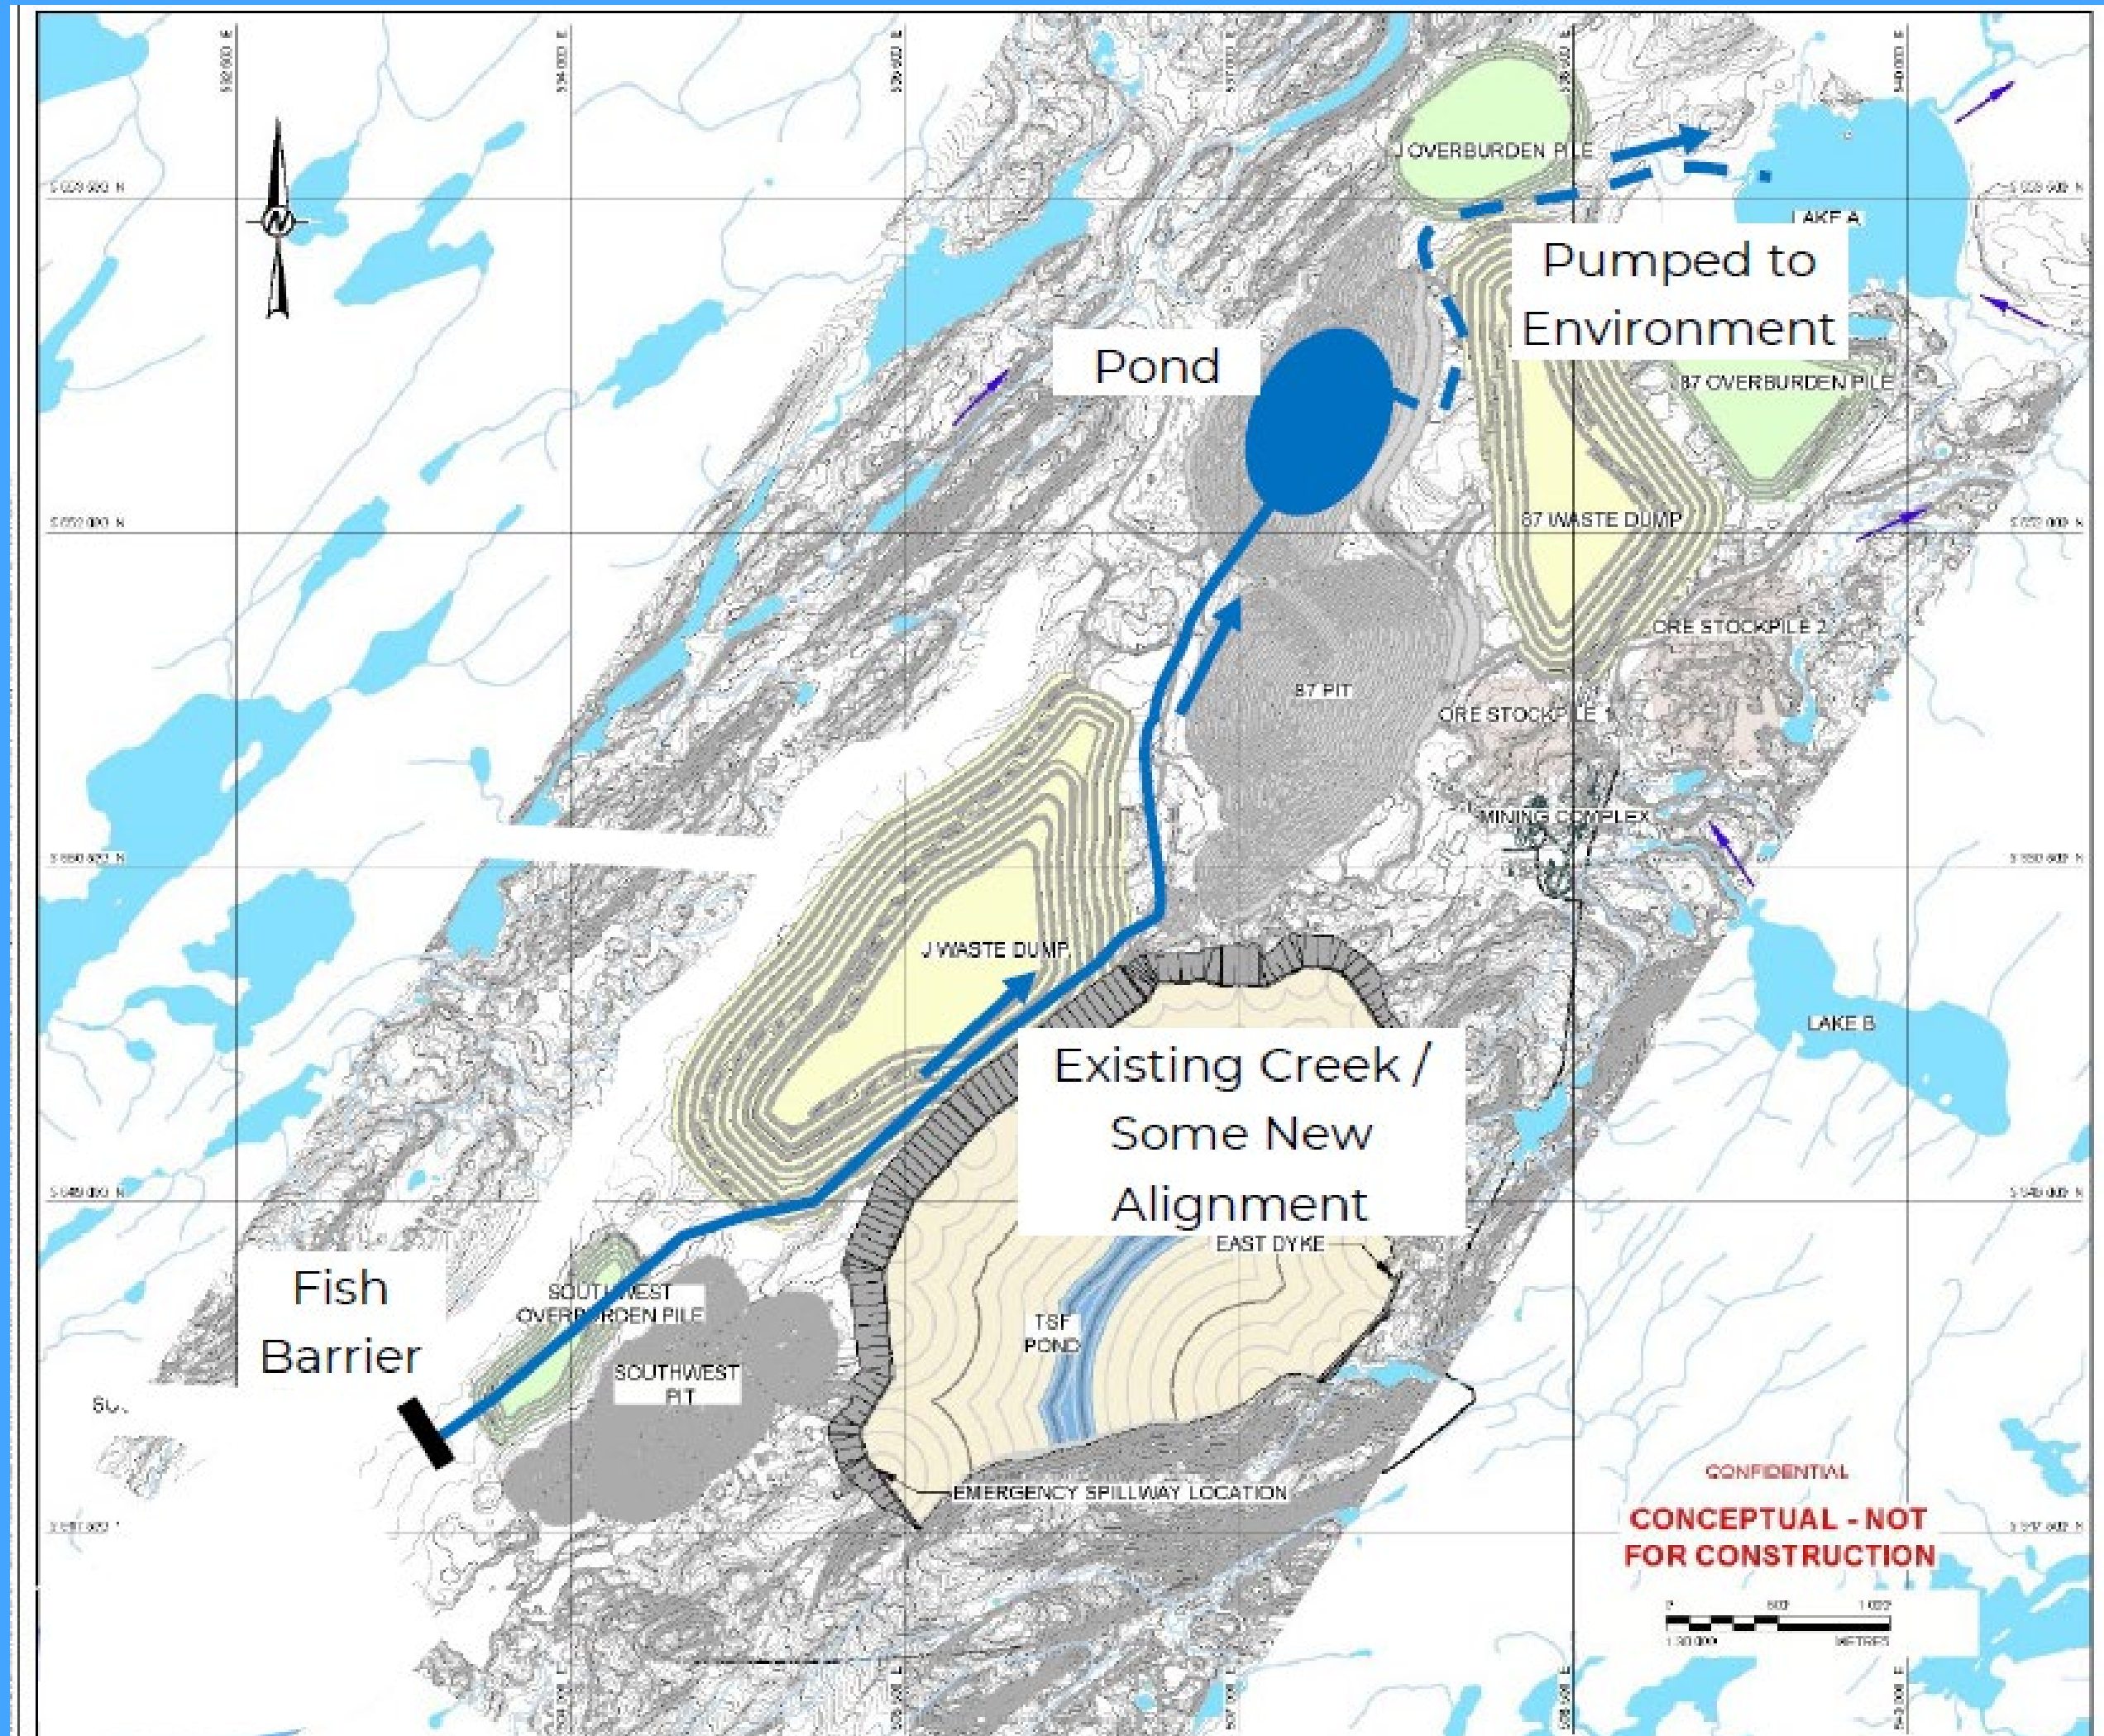 J OVERBURDEN PILE
LAKE A
Pumped to
Environment
Pond
87 OVERBURDEN PILE
87 WASTE DUMP
ORE STOCKPILE 2
87 PIT
ORE STOCKPILE 1
MINING COMPLEX
J WASTE DUMP
LAKE B
Existing Creek /
Some New
Alignment
EAST DYKE
Fish
Barrier
SOUTHWEST
OVERBURDEN PILE
TSF
POND
SOUTHWEST
PIT
EMERGENCY SPILLWAY LOCATION
CONFIDENTIAL
CONCEPTUAL - NOT
FOR CONSTRUCTION
METRES